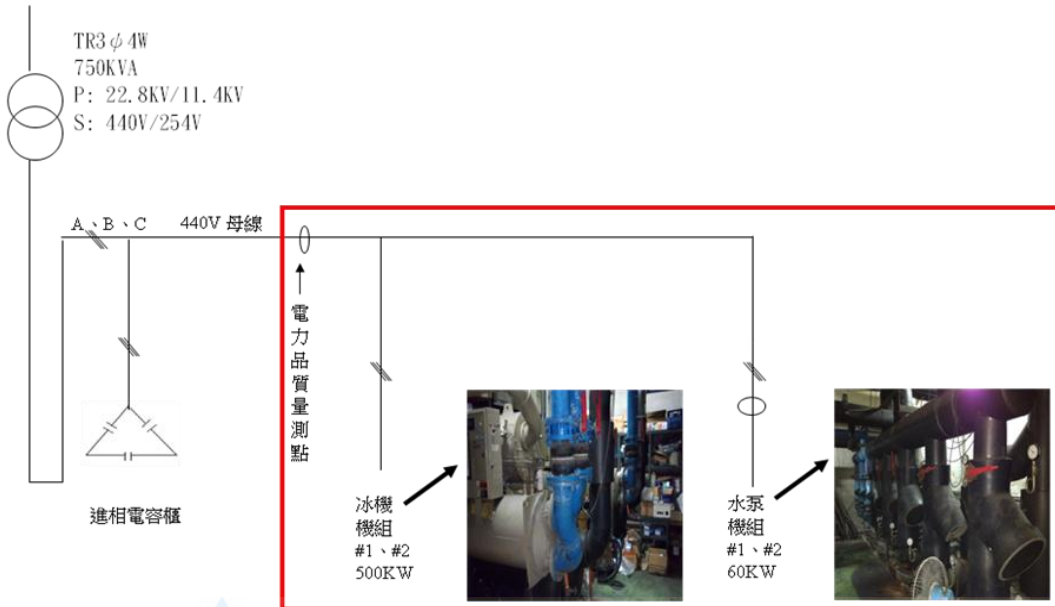 TR3φ4W
750KVA
P: 22.8KV/11.4KV
S: 440V/254V
A、B、C
440V 母線
電力品質量測點
進相電容櫃
冰機
機組
#1、#2
500KW
水泵
機組
#1、#2
60KW